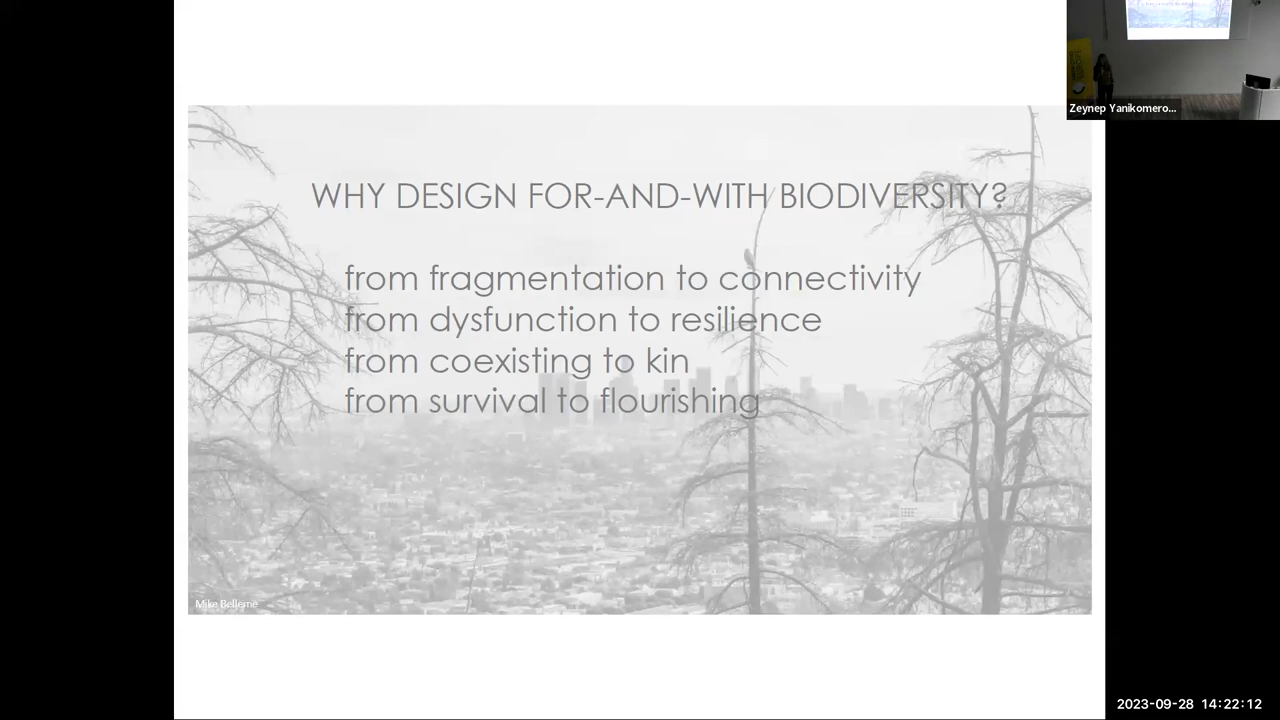 Zeynep Yanikomero...
WHY DESIGN FOR-AND-WITH BIODIVERSITY?
from fragmentation to connectivity
from dysfunction to resilience
from coexisting to kin
from survival to flourishing
Mike Belleme
2023-09-28 14:22:12